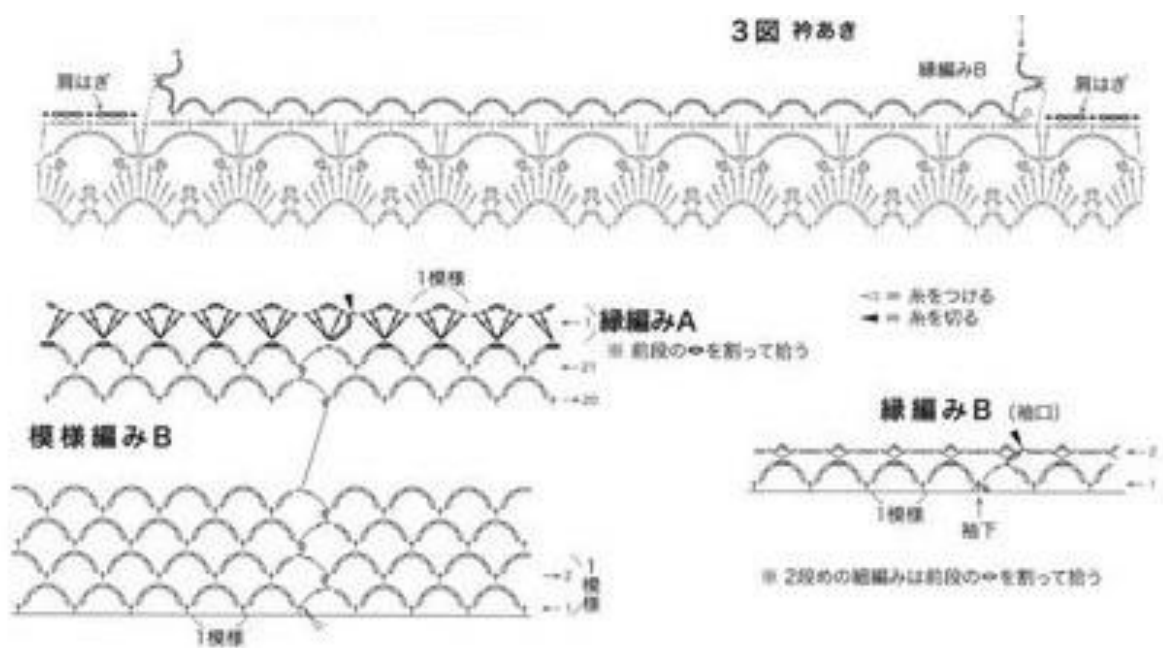 3図 衿あき
縁編みB
肩はぎ
肩はぎ
1模様
←1
縁編みA
※ 前段の⬭を割って拾う
←21
→20
◁ = 糸をつける
◀ = 糸を切る
模様編みB
縁編みB (袖口)
←2
←1
1模様
袖下
→2
←1
1模様
1模様
※ 2段めの細編みは前段の⬭を割って拾う